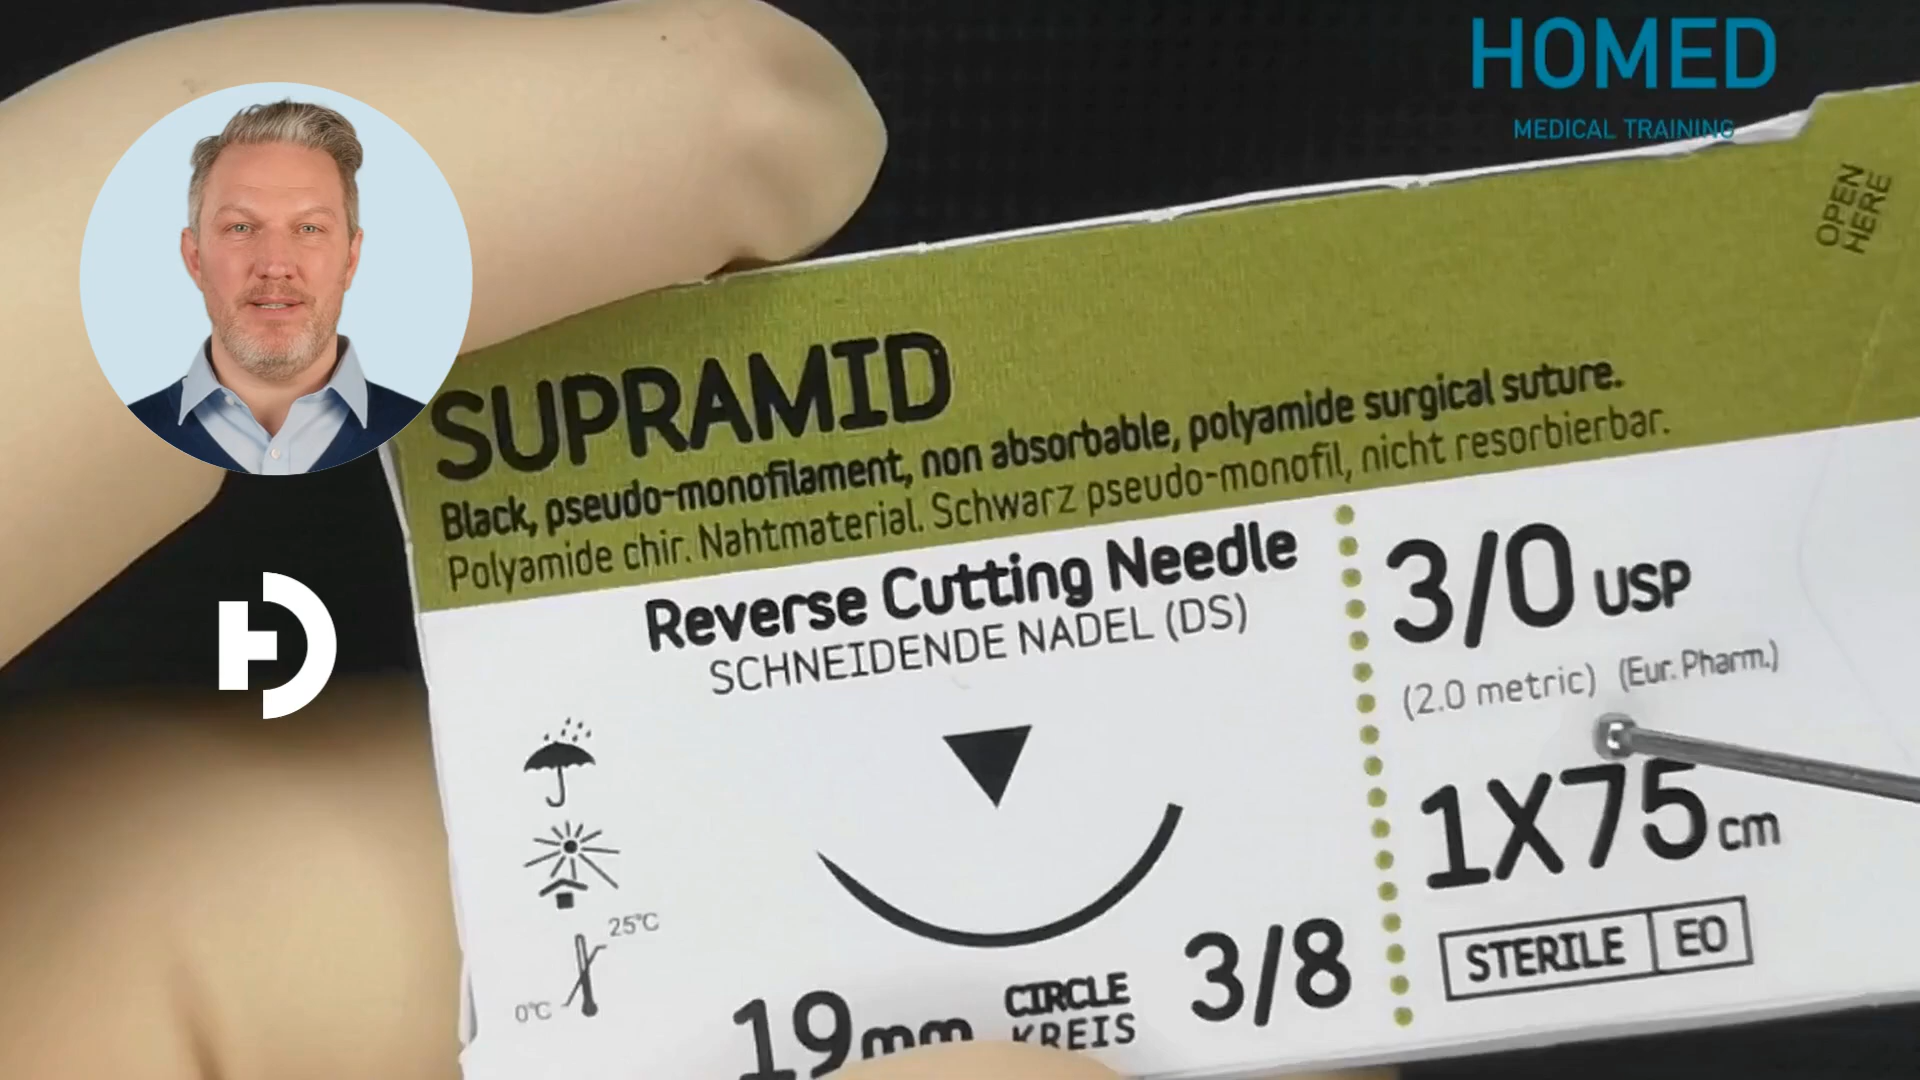 HOMED
MEDICAL TRAINING
OPEN
HERE
SUPRAMID
Black, pseudo-monofilament, non absorbable, polyamide surgical suture.
Polyamide chir. Nahtmaterial. Schwarz pseudo-monofil, nicht resorbierbar.
Reverse Cutting Needle
SCHNEIDENDE NADEL (DS)
3/0 USP
(2.0 metric) (Eur. Pharm.)
1X75 cm
STERILE EO
25°C
0°C
19mm
CIRCLE
KREIS
3/8